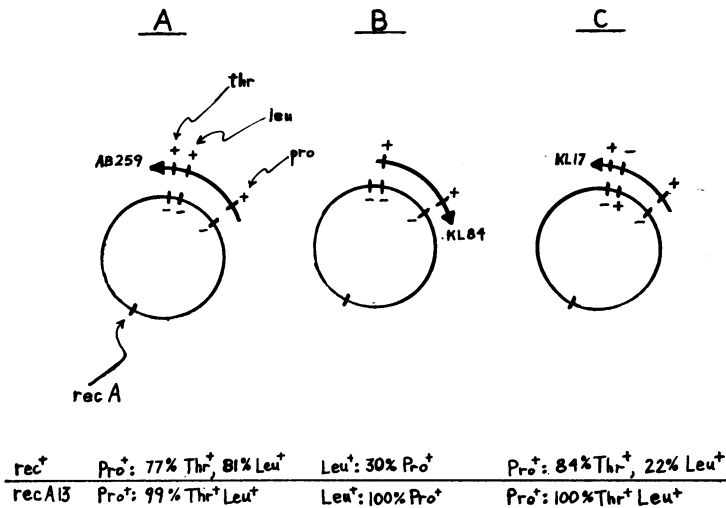 A B C
thr
leu
pro
+ + +
AB259
- - -
+ +
- - -
KL84
+ - +
KL17
- + -
rec A
rec⁺ Pro⁺: 77% Thr⁺, 81% Leu⁺ Leu⁺: 30% Pro⁺ Pro⁺: 84% Thr⁺, 22% Leu⁺
recA13 Pro⁺: 99% Thr⁺ Leu⁺ Leu⁺: 100% Pro⁺ Pro⁺: 100% Thr⁺ Leu⁺